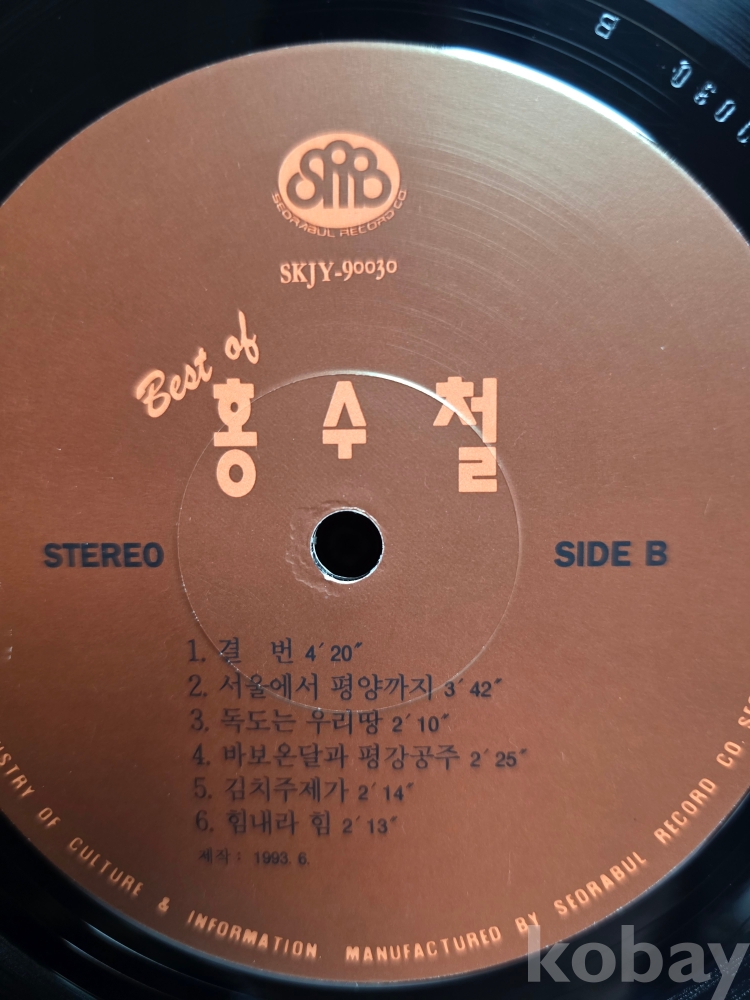 B
0030
SRB
SEORABUL RECORD CO.
SKJY-90030
Best of
홍수철
STEREO
SIDE B
1. 결 번 4′20″
2. 서울에서 평양까지 3′42″
3. 독도는 우리땅 2′10″
4. 바보온달과 평강공주 2′25″
5. 김치주제가 2′14″
6. 힘내라 힘 2′13″
제작: 1993. 6.
OF CULTURE & INFORMATION. MANUFACTURED BY SEORABUL RECORD CO.
kobay